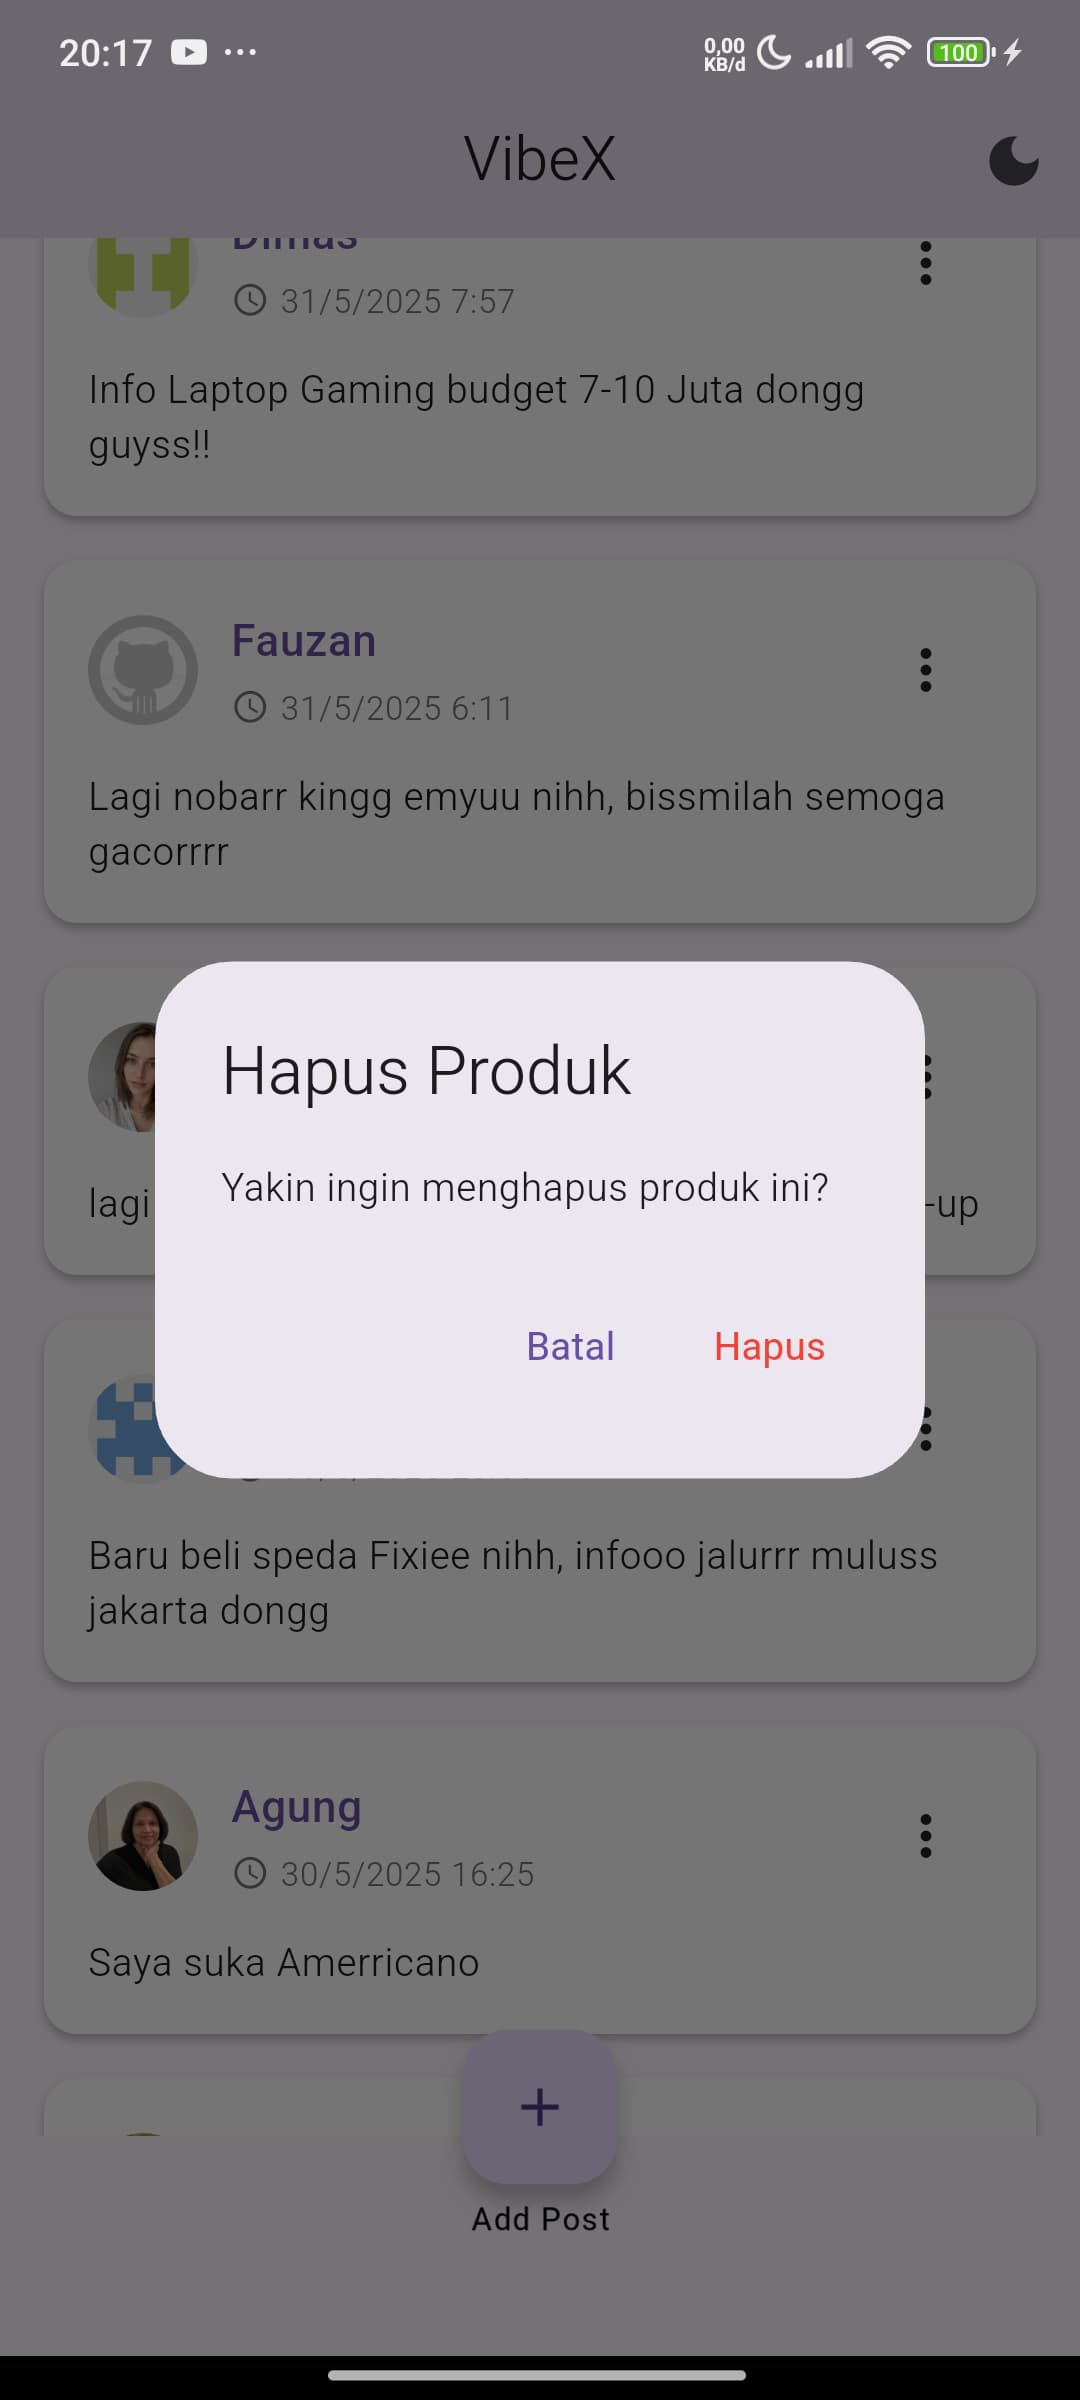 20:17
0,00
KB/d
100
VibeX
Dimas
31/5/2025 7:57
Info Laptop Gaming budget 7-10 Juta dongg
guyss!!
Fauzan
31/5/2025 6:11
Lagi nobarr kingg emyuu nihh, bissmilah semoga
gacorrrr
Hapus Produk
Yakin ingin menghapus produk ini?
lagi
-up
Batal
Hapus
Baru beli speda Fixiee nihh, infooo jalurrr muluss
jakarta dongg
Agung
30/5/2025 16:25
Saya suka Amerricano
Add Post